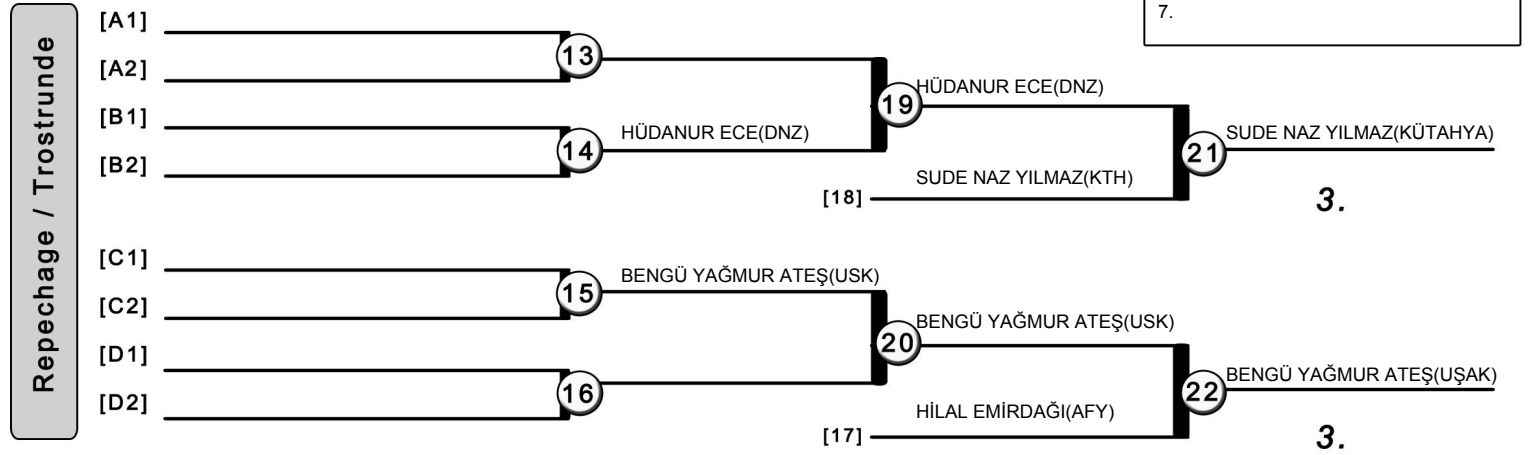 Repechage / Trostrunde
7.
[A1]
[A2]
[B1]
[B2]
13
14
HÜDANUR ECE(DNZ)
19
HÜDANUR ECE(DNZ)
[18]
SUDE NAZ YILMAZ(KTH)
21
SUDE NAZ YILMAZ(KÜTAHYA)
3.
[C1]
[C2]
[D1]
[D2]
15
BENGÜ YAĞMUR ATEŞ(USK)
16
20
BENGÜ YAĞMUR ATEŞ(USK)
[17]
HİLAL EMİRDAĞI(AFY)
22
BENGÜ YAĞMUR ATEŞ(UŞAK)
3.